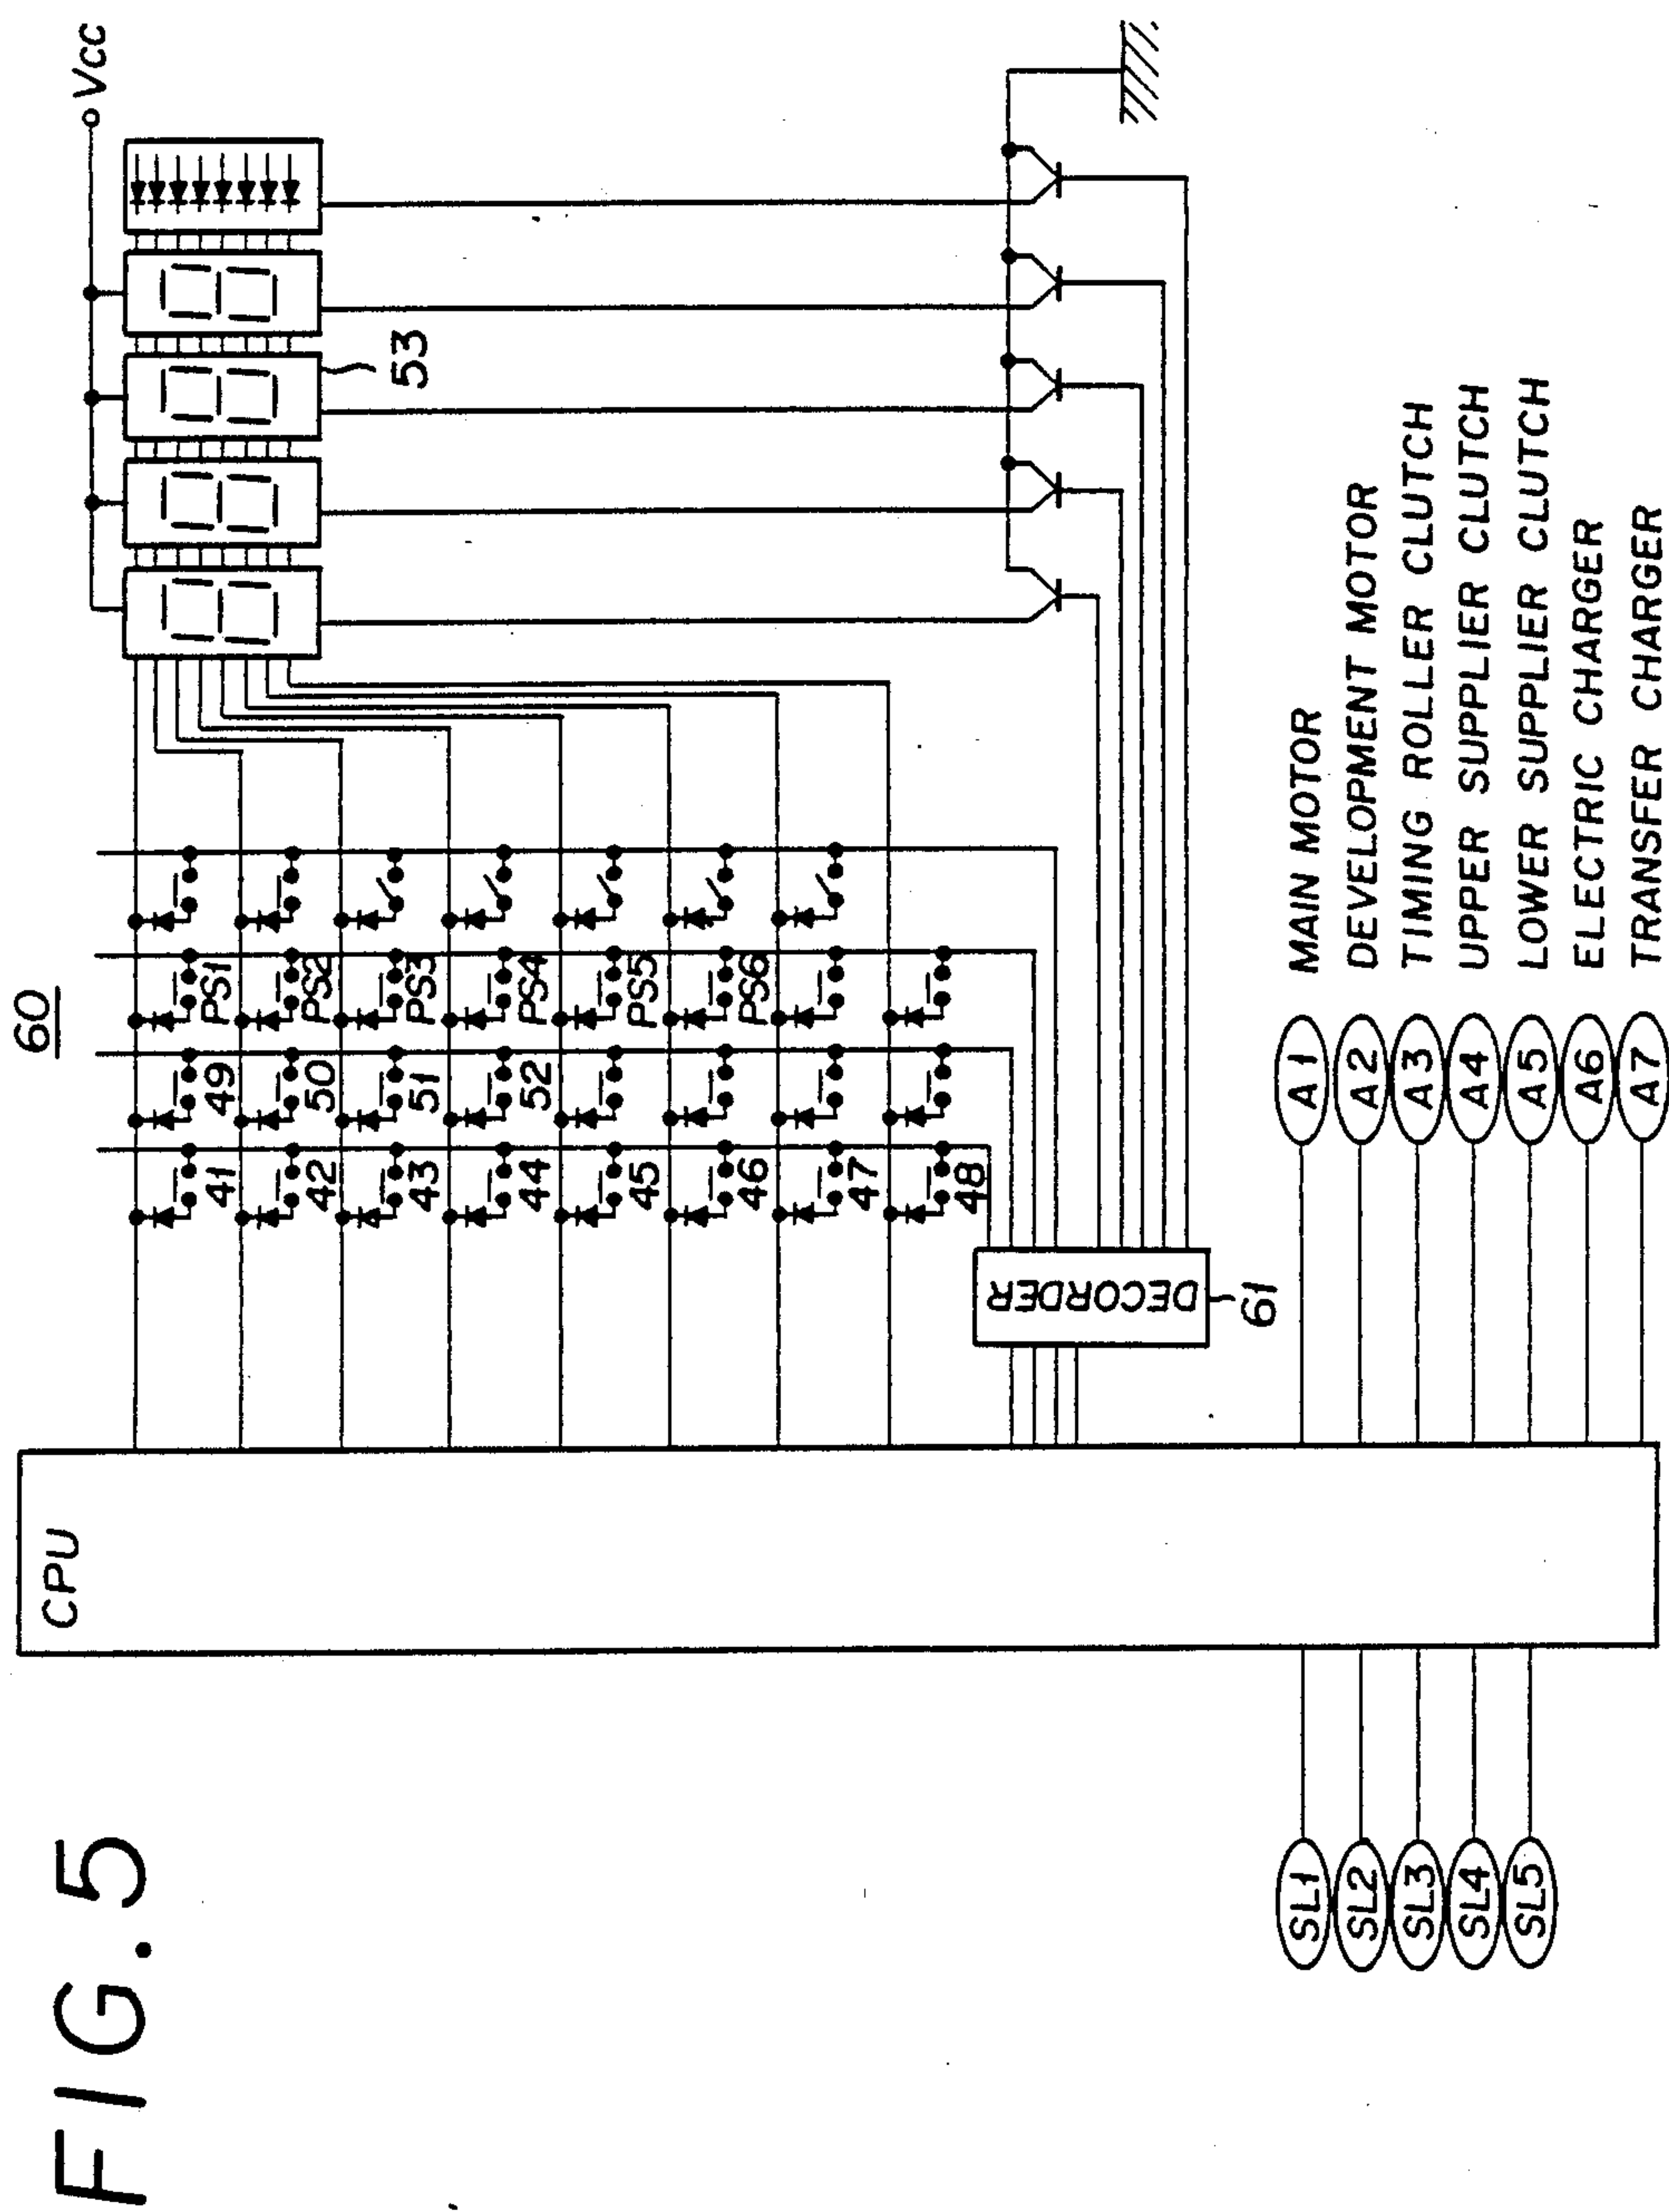 FIG. 5
60
Vcc
CPU
53
41
49
PS1
42
50
PS2
43
51
PS3
44
52
PS4
45
PS5
46
PS6
47
48
DECORDER
61
SL1
SL2
SL3
SL4
SL5
A1 MAIN MOTOR
A2 DEVELOPMENT MOTOR
A3 TIMING ROLLER CLUTCH
A4 UPPER SUPPLIER CLUTCH
A5 LOWER SUPPLIER CLUTCH
A6 ELECTRIC CHARGER
A7 TRANSFER CHARGER